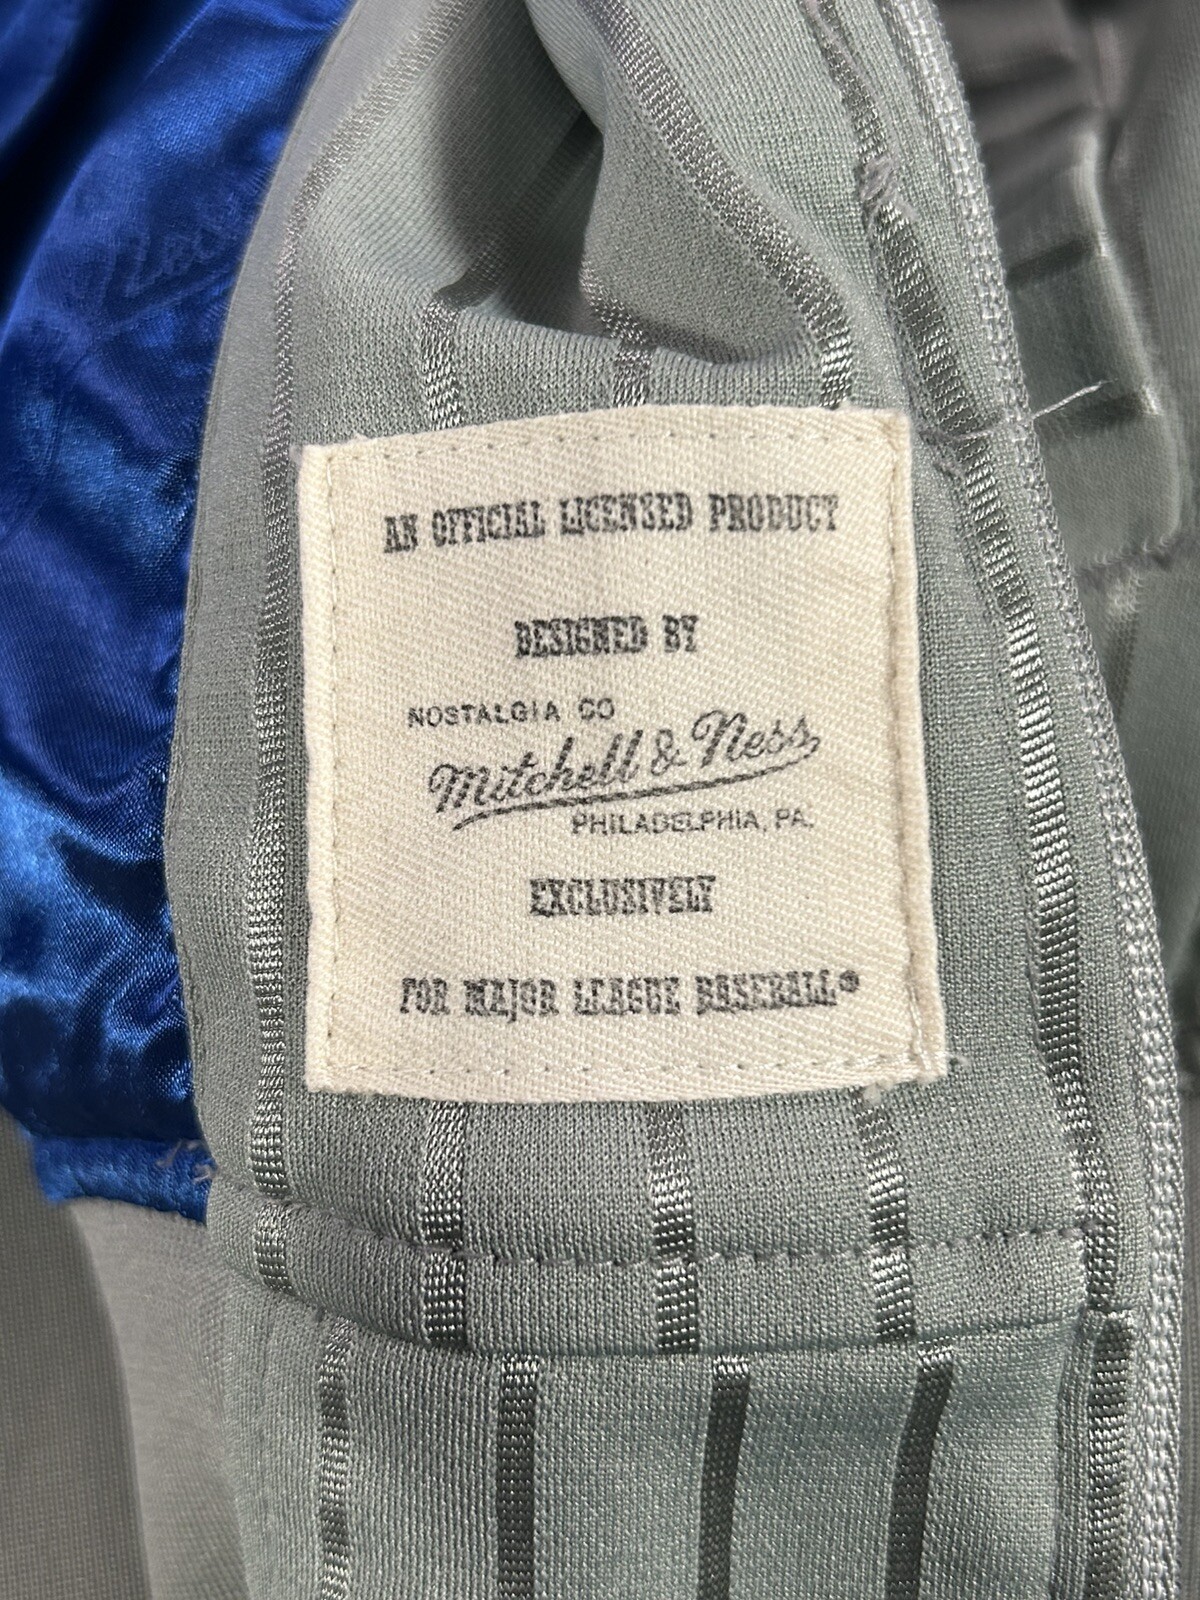 AN OFFICIAL LICENSED PRODUCT
DESIGNED BY
NOSTALGIA CO
Mitchell & Ness
PHILADELPHIA, PA.
EXCLUSIVELY
FOR MAJOR LEAGUE BASEBALL®